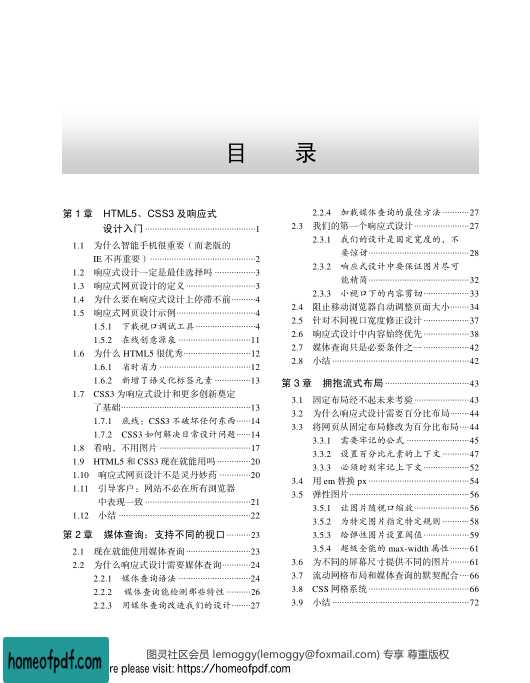 目 录
第 1 章 HTML5、CSS3 及响应式
设计入门 ………………………………1
1.1 为什么智能手机很重要（而老版的
IE 不再重要）………………………………2
1.2 响应式设计一定是最佳选择吗 ……………3
1.3 响应式网页设计的定义 ……………………3
1.4 为什么要在响应式设计上停滞不前 ………4
1.5 响应式网页设计示例 ………………………4
1.5.1 下载视口调试工具 …………………4
1.5.2 在线创意源泉 ………………………11
1.6 为什么 HTML5 很优秀 ……………………12
1.6.1 省时省力 ……………………………12
1.6.2 新增了语义化标签元素 ……………13
1.7 CSS3 为响应式设计和更多创新奠定
了基础 ………………………………………13
1.7.1 底线：CSS3 不破坏任何东西 ……14
1.7.2 CSS3 如何解决日常设计问题 ……14
1.8 看呐，不用图片 ……………………………17
1.9 HTML5 和 CSS3 现在就能用吗 …………20
1.10 响应式网页设计不是灵丹妙药 …………20
1.11 引导客户：网站不必在所有浏览器
中表现一致 …………………………………21
1.12 小结 …………………………………………22
第 2 章 媒体查询：支持不同的视口 ………23
2.1 现在就能使用媒体查询 ……………………23
2.2 为什么响应式设计需要媒体查询 …………24
2.2.1 媒体查询语法 ………………………24
2.2.2 媒体查询能检测那些特性 …………26
2.2.3 用媒体查询改造我们的设计 ………27
2.2.4 加载媒体查询的最佳方法 …………27
2.3 我们的第一个响应式设计 …………………27
2.3.1 我们的设计是固定宽度的，不
要惊讶 ………………………………28
2.3.2 响应式设计中要保证图片尽可
能精简 ………………………………32
2.3.3 小视口下的内容剪切 ………………33
2.4 阻止移动浏览器自动调整页面大小 ………34
2.5 针对不同视口宽度修正设计 ………………37
2.6 响应式设计中内容始终优先 ………………38
2.7 媒体查询只是必要条件之一 ………………42
2.8 小结 …………………………………………42
第 3 章 拥抱流式布局 ………………………43
3.1 固定布局经不起未来考验 …………………43
3.2 为什么响应式设计需要百分比布局 ………44
3.3 将网页从固定布局修改为百分比布局 ……44
3.3.1 需要牢记的公式 ……………………45
3.3.2 设置百分比元素的上下文 …………47
3.3.3 必须时刻牢记上下文 ………………52
3.4 用 em 替换 px ………………………………54
3.5 弹性图片 ……………………………………56
3.5.1 让图片随视口缩放 …………………56
3.5.2 为特定图片指定特定规则 …………58
3.5.3 给弹性图片设置阈值 ………………59
3.5.4 超级全能的 max-width 属性 ………61
3.6 为不同的屏幕尺寸提供不同的图片 ………61
3.7 流动网格布局和媒体查询的默契配合 ……66
3.8 CSS 网格系统 ………………………………66
3.9 小结 …………………………………………72
图灵社区会员 lemoggy(lemoggy@foxmail.com) 专享 尊重版权
homeofpdf.com
re please visit: https://homeofpdf.com